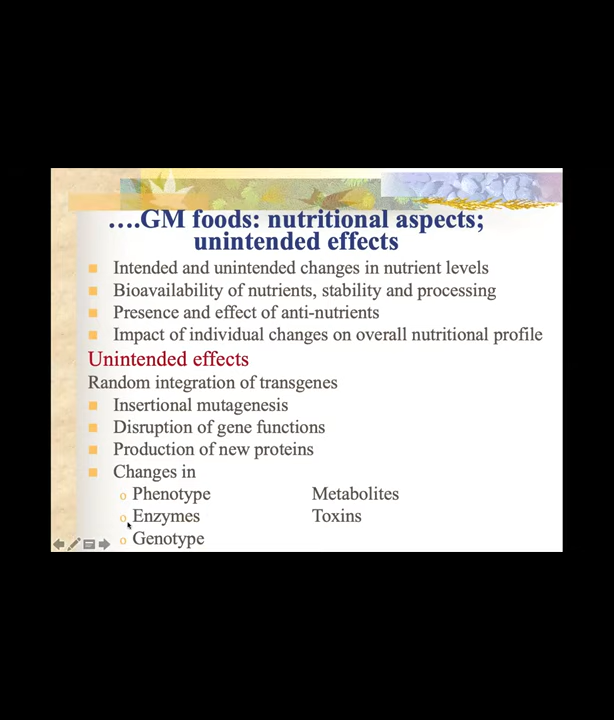 ....GM foods: nutritional aspects;
unintended effects
Intended and unintended changes in nutrient levels
Bioavailability of nutrients, stability and processing
Presence and effect of anti-nutrients
Impact of individual changes on overall nutritional profile
Unintended effects
Random integration of transgenes
Insertional mutagenesis
Disruption of gene functions
Production of new proteins
Changes in
Phenotype Metabolites
Enzymes Toxins
Genotype